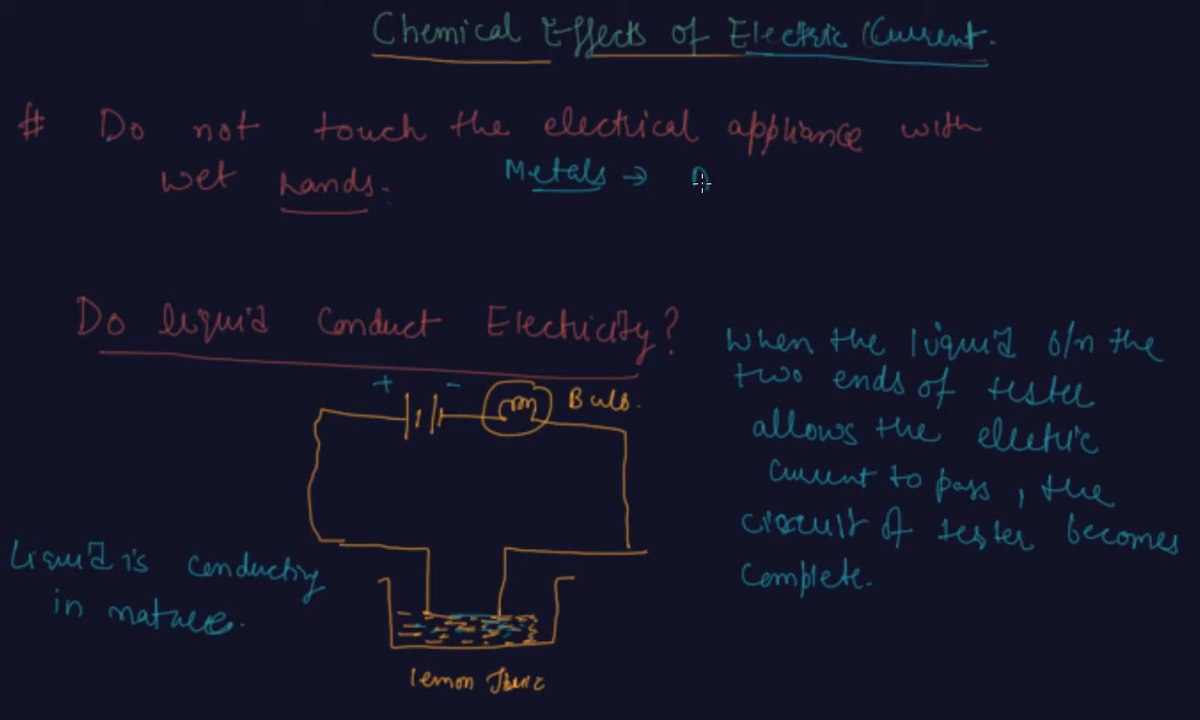 Chemical Effects of Electric Current.
# Do not touch the electrical appliance with
wet hands.
Metals →
Do liquid Conduct Electricity?
+ -
Bulb.
When the liquid b/n the
two ends of tester
allows the electric
Current to pass, the
circuit of tester becomes
complete.
Liquid is conducting
in nature.
lemon Juice